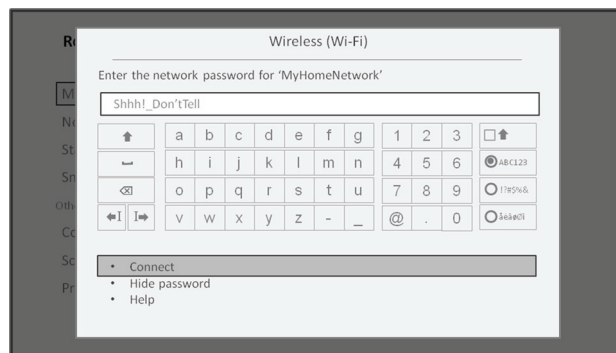 Wireless (Wi-Fi)
Enter the network password for ‘MyHomeNetwork’
Shhh!_Don’tTell
a b c d e f g 1 2 3
h i j k l m n 4 5 6 ABC123
o p q r s t u 7 8 9 !?#$%&
v w x y z - _ @ . 0
• Connect
• Hide password
• Help